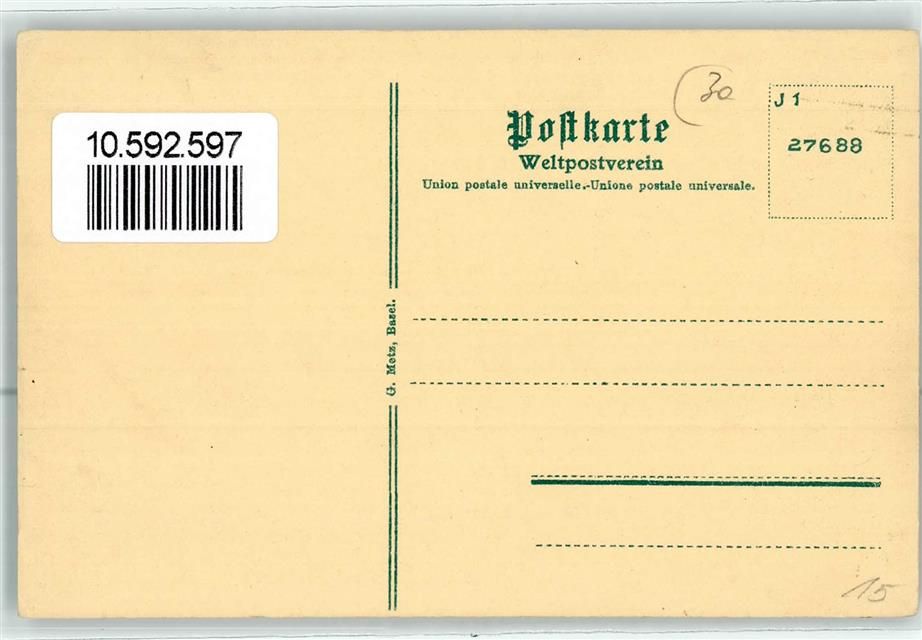 10.592.597
G. Metz, Basel.
30
Postkarte
Weltpostverein
Union postale universelle.-Unione postale universale.
J 1
27688
15